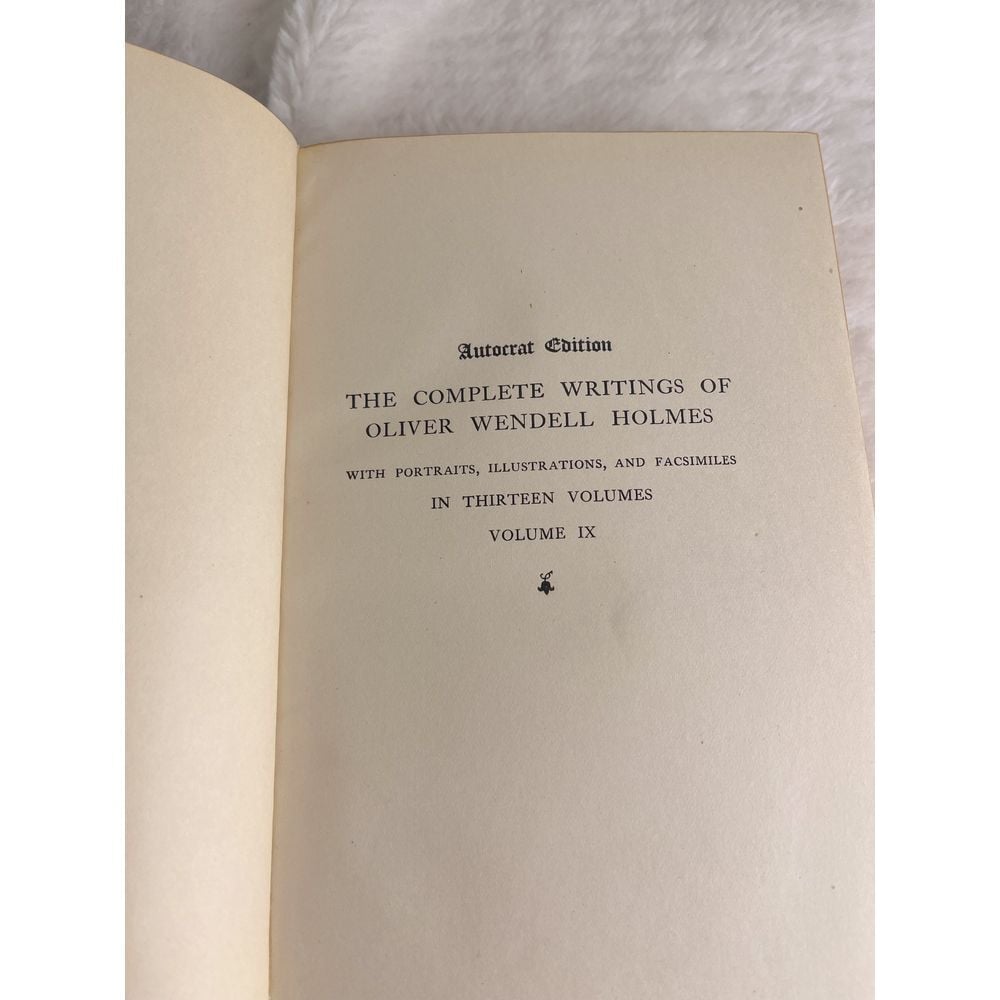 Autocrat Edition
THE COMPLETE WRITINGS OF
OLIVER WENDELL HOLMES
WITH PORTRAITS, ILLUSTRATIONS, AND FACSIMILES
IN THIRTEEN VOLUMES
VOLUME IX